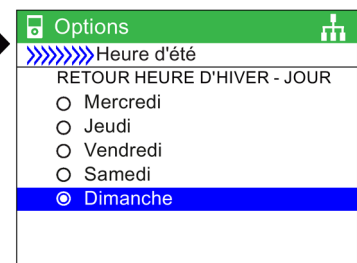 Options
Heure d'été
RETOUR HEURE D'HIVER - JOUR
Mercredi
Jeudi
Vendredi
Samedi
Dimanche